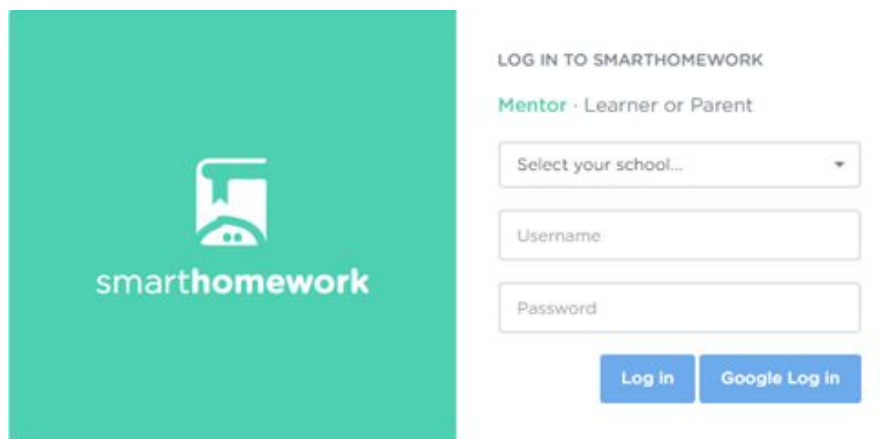 smarthomework
LOG IN TO SMARTHOMEWORK
Mentor · Learner or Parent
Select your school...
Username
Password
Log in
Google Log in